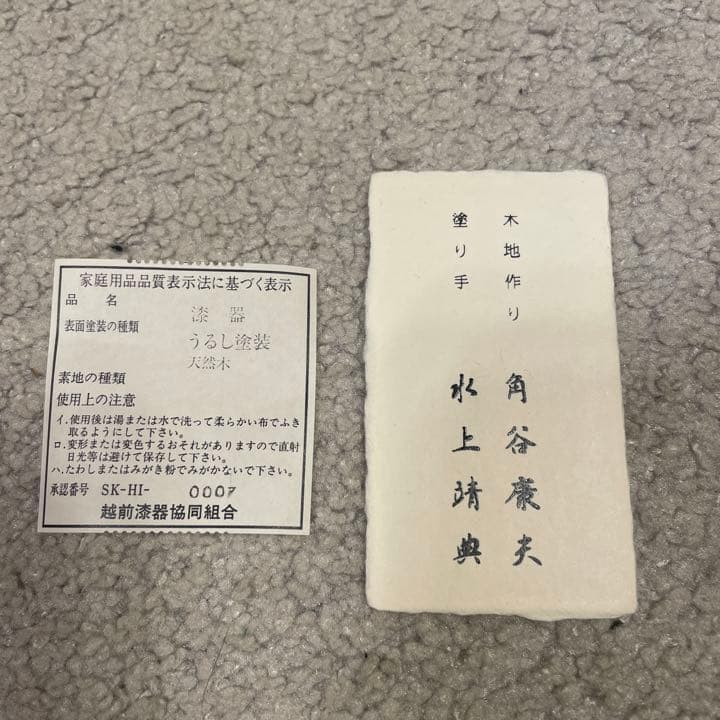 家庭用品品質表示法に基づく表示
品名 漆器
表面塗装の種類 うるし塗装
素地の種類 天然木
使用上の注意
イ.使用後は湯または水で洗って柔らかい布でふき
取るようにして下さい。
ロ.変形または変色するおそれがありますので直射
日光等は避けて保存して下さい。
ハ.たわしまたはみがき粉でみがかないで下さい。
承認番号 SK-HI- 0007
越前漆器協同組合
木地作り 角谷廉夫
塗り手 水上靖典